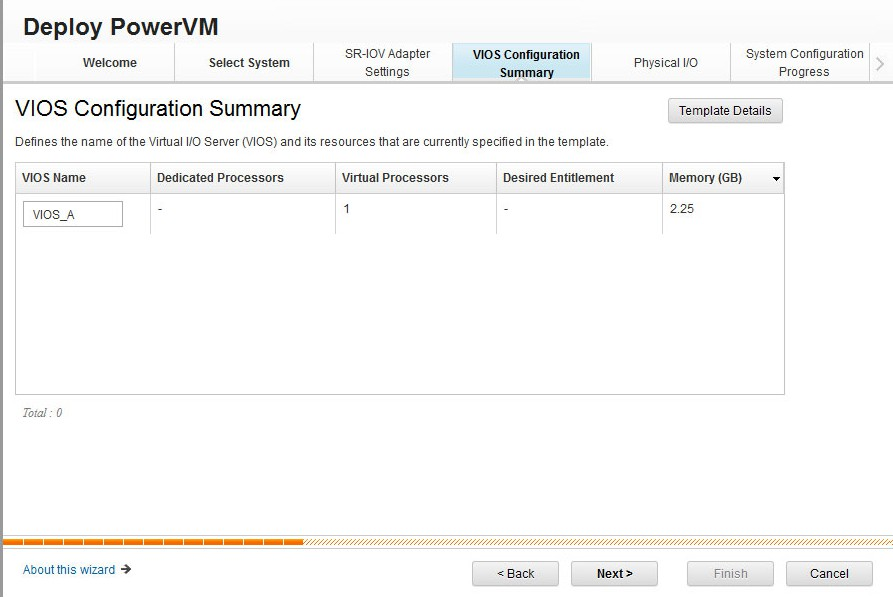 Deploy PowerVM
Welcome
Select System
SR-IOV Adapter
Settings
VIOS Configuration
Summary
Physical I/O
System Configuration
Progress
VIOS Configuration Summary
Template Details
Defines the name of the Virtual I/O Server (VIOS) and its resources that are currently specified in the template.
VIOS Name Dedicated Processors Virtual Processors Desired Entitlement Memory (GB)
VIOS_A - 1 - 2.25
Total : 0
About this wizard
< Back Next > Finish Cancel